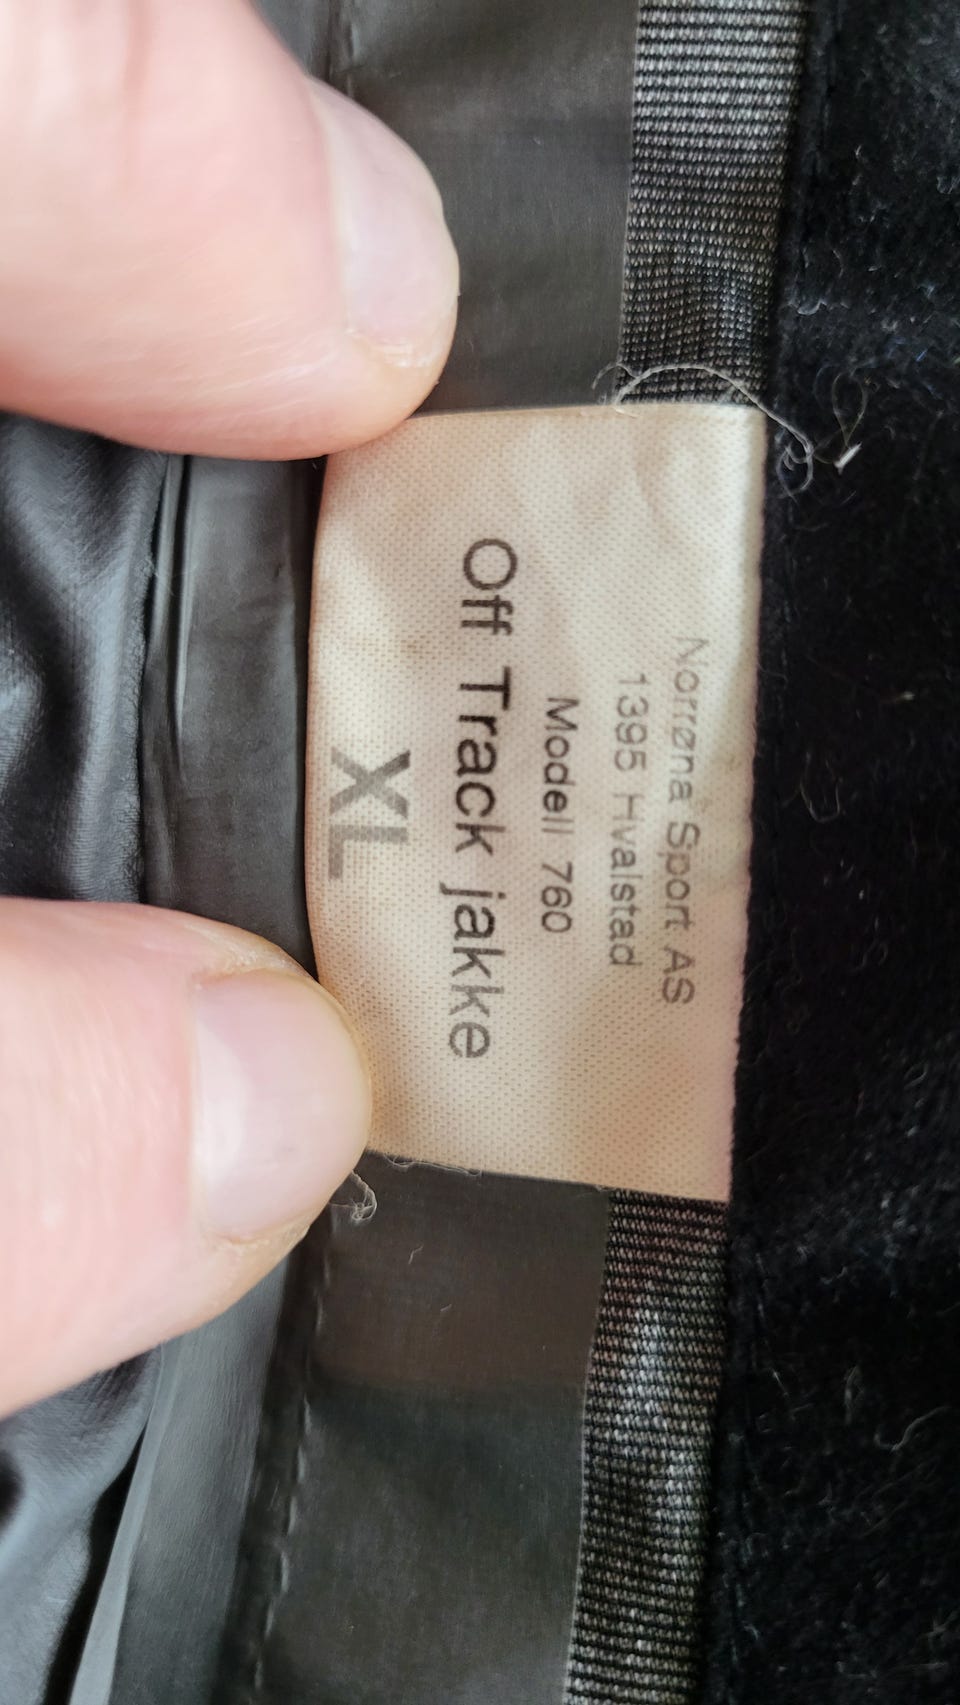 Norrøna Sport AS
1395 Hvalstad
Modell 760
Off Track jakke
XL